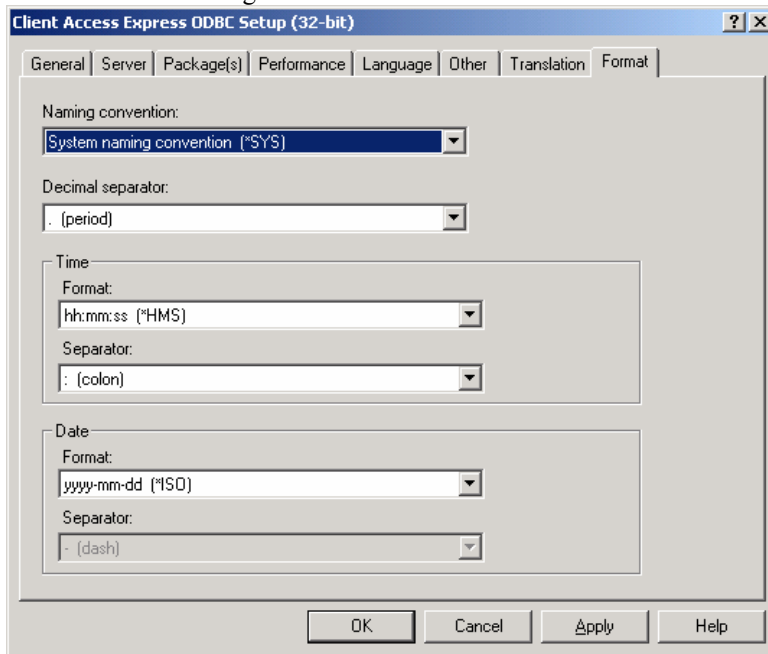 Client Access Express ODBC Setup (32-bit)
General Server Package(s) Performance Language Other Translation Format
Naming convention:
System naming convention (*SYS)
Decimal separator:
. (period)
Time
Format:
hh:mm:ss (*HMS)
Separator:
: (colon)
Date
Format:
yyyy-mm-dd (*ISO)
Separator:
- (dash)
OK Cancel Apply Help